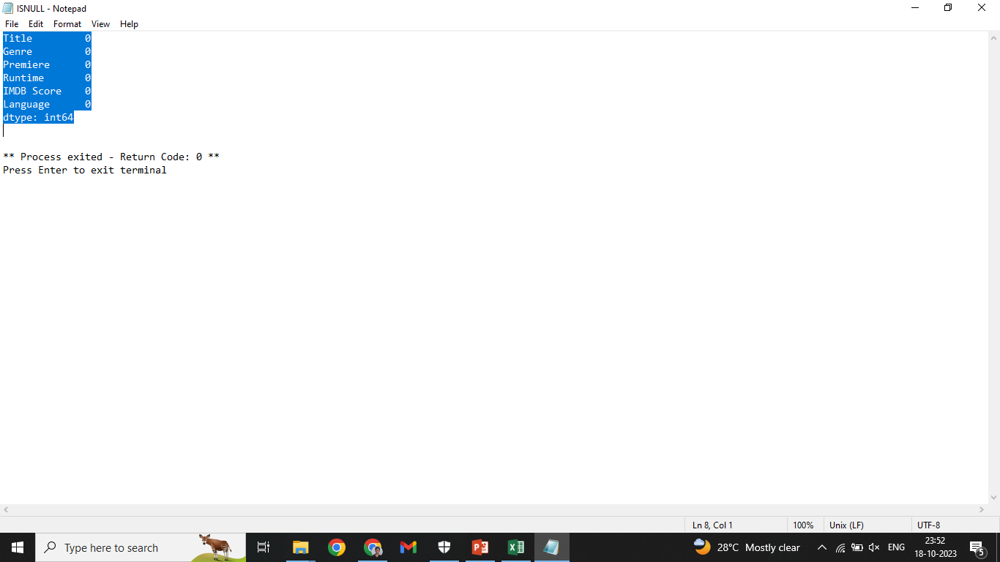 ISNULL - Notepad
File Edit Format View Help
Title 0
Genre 0
Premiere 0
Runtime 0
IMDB Score 0
Language 0
dtype: int64
** Process exited - Return Code: 0 **
Press Enter to exit terminal
Ln 8, Col 1 100% Unix (LF) UTF-8
Type here to search
28°C Mostly clear
ENG
23:52
18-10-2023
5